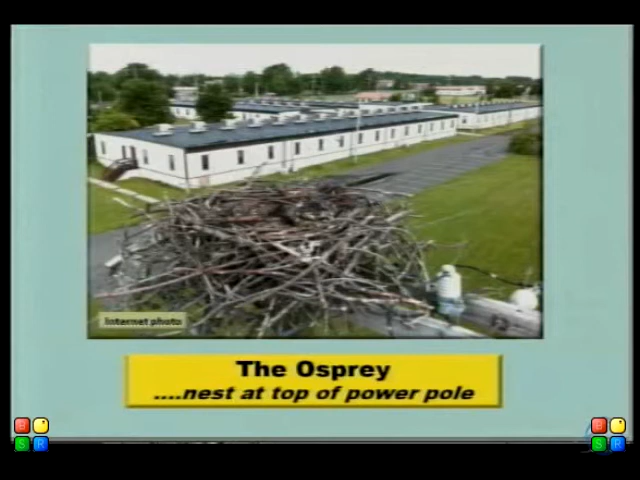 Internet photo
The Osprey
....nest at top of power pole
B
S R
B
S R